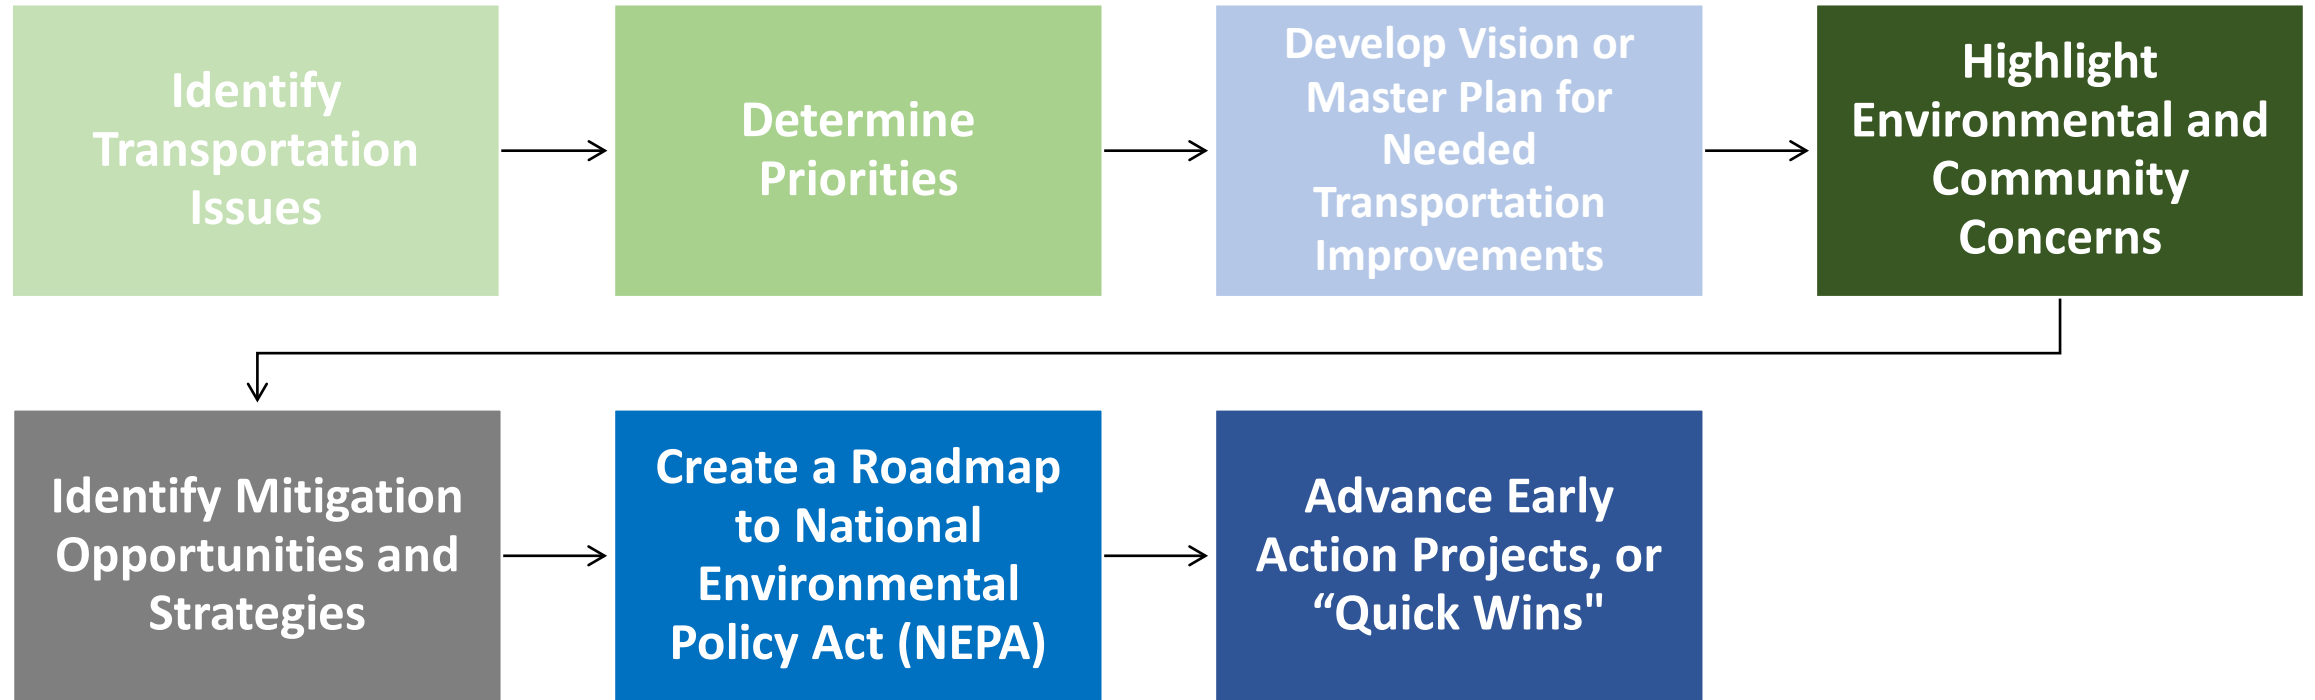 Identify
Transportation
Issues
Determine
Priorities
Develop Vision or
Master Plan for
Needed
Transportation
Improvements
Highlight
Environmental and
Community
Concerns
Identify Mitigation
Opportunities and
Strategies
Create a Roadmap
to National
Environmental
Policy Act (NEPA)
Advance Early
Action Projects, or
“Quick Wins"